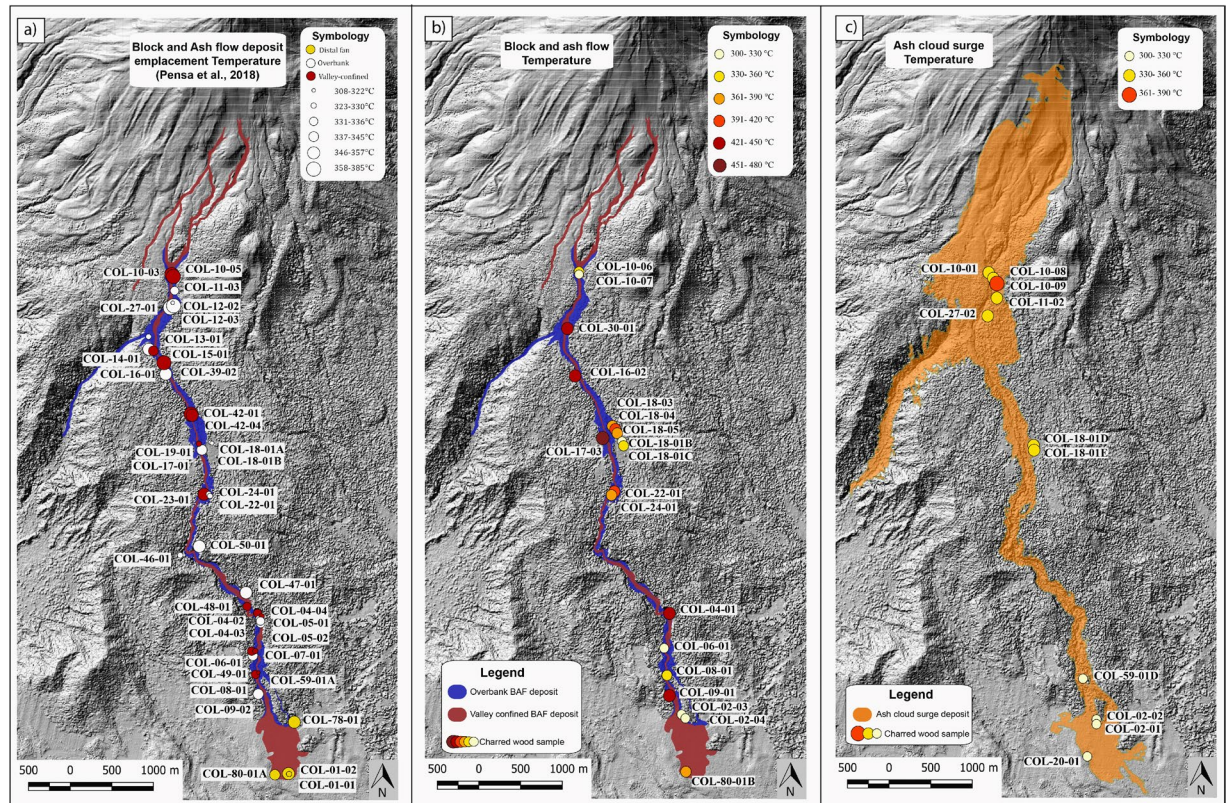 a)
Block and Ash flow deposit
emplacement Temperature
(Pensa et al., 2018)
Symbology
Distal fan
Overbank
Valley-confined
308-322°C
323-330°C
331-336°C
337-345°C
346-357°C
358-385°C
COL-10-03
COL-10-05
COL-11-03
COL-27-01
COL-12-02
COL-12-03
COL-13-01
COL-14-01
COL-15-01
COL-16-01
COL-39-02
COL-42-01
COL-42-04
COL-19-01
COL-18-01A
COL-17-01
COL-18-01B
COL-23-01
COL-24-01
COL-22-01
COL-50-01
COL-46-01
COL-47-01
COL-48-01
COL-04-04
COL-04-02
COL-05-01
COL-04-03
COL-05-02
COL-07-01
COL-06-01
COL-49-01
COL-59-01A
COL-08-01
COL-09-02
COL-78-01
COL-80-01A
COL-01-02
COL-01-01
500 0 1000 m
N
b)
Block and ash flow
Temperature
Symbology
300- 330 °C
330- 360 °C
361- 390 °C
391- 420 °C
421- 450 °C
451- 480 °C
COL-10-06
COL-10-07
COL-30-01
COL-16-02
COL-18-03
COL-18-04
COL-18-05
COL-18-01B
COL-17-03
COL-18-01C
COL-22-01
COL-24-01
COL-04-01
COL-06-01
COL-08-01
COL-09-01
COL-02-03
COL-02-04
COL-80-01B
Legend
Overbank BAF deposit
Valley confined BAF deposit
Charred wood sample
500 0 1000 m
N
c)
Ash cloud surge
Temperature
Symbology
300- 330 °C
330- 360 °C
361- 390 °C
COL-10-01
COL-10-08
COL-10-09
COL-11-02
COL-27-02
COL-18-01D
COL-18-01E
COL-59-01D
COL-02-02
COL-02-01
COL-20-01
Legend
Ash cloud surge deposit
Charred wood sample
500 0 1000 m
N